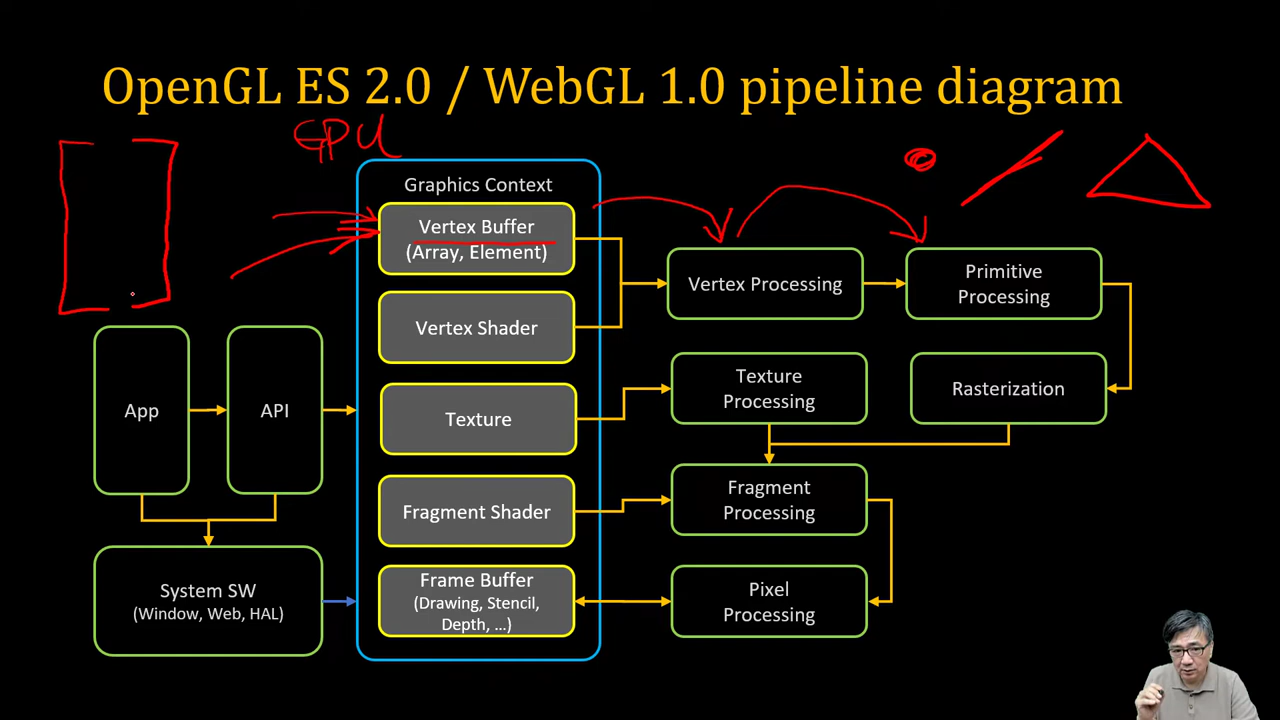 OpenGL ES 2.0 / WebGL 1.0 pipeline diagram
GPU
Graphics Context
Vertex Buffer
(Array, Element)
Vertex Shader
Texture
Fragment Shader
Frame Buffer
(Drawing, Stencil,
Depth, ...)
App
API
System SW
(Window, Web, HAL)
Vertex Processing
Primitive
Processing
Texture
Processing
Rasterization
Fragment
Processing
Pixel
Processing